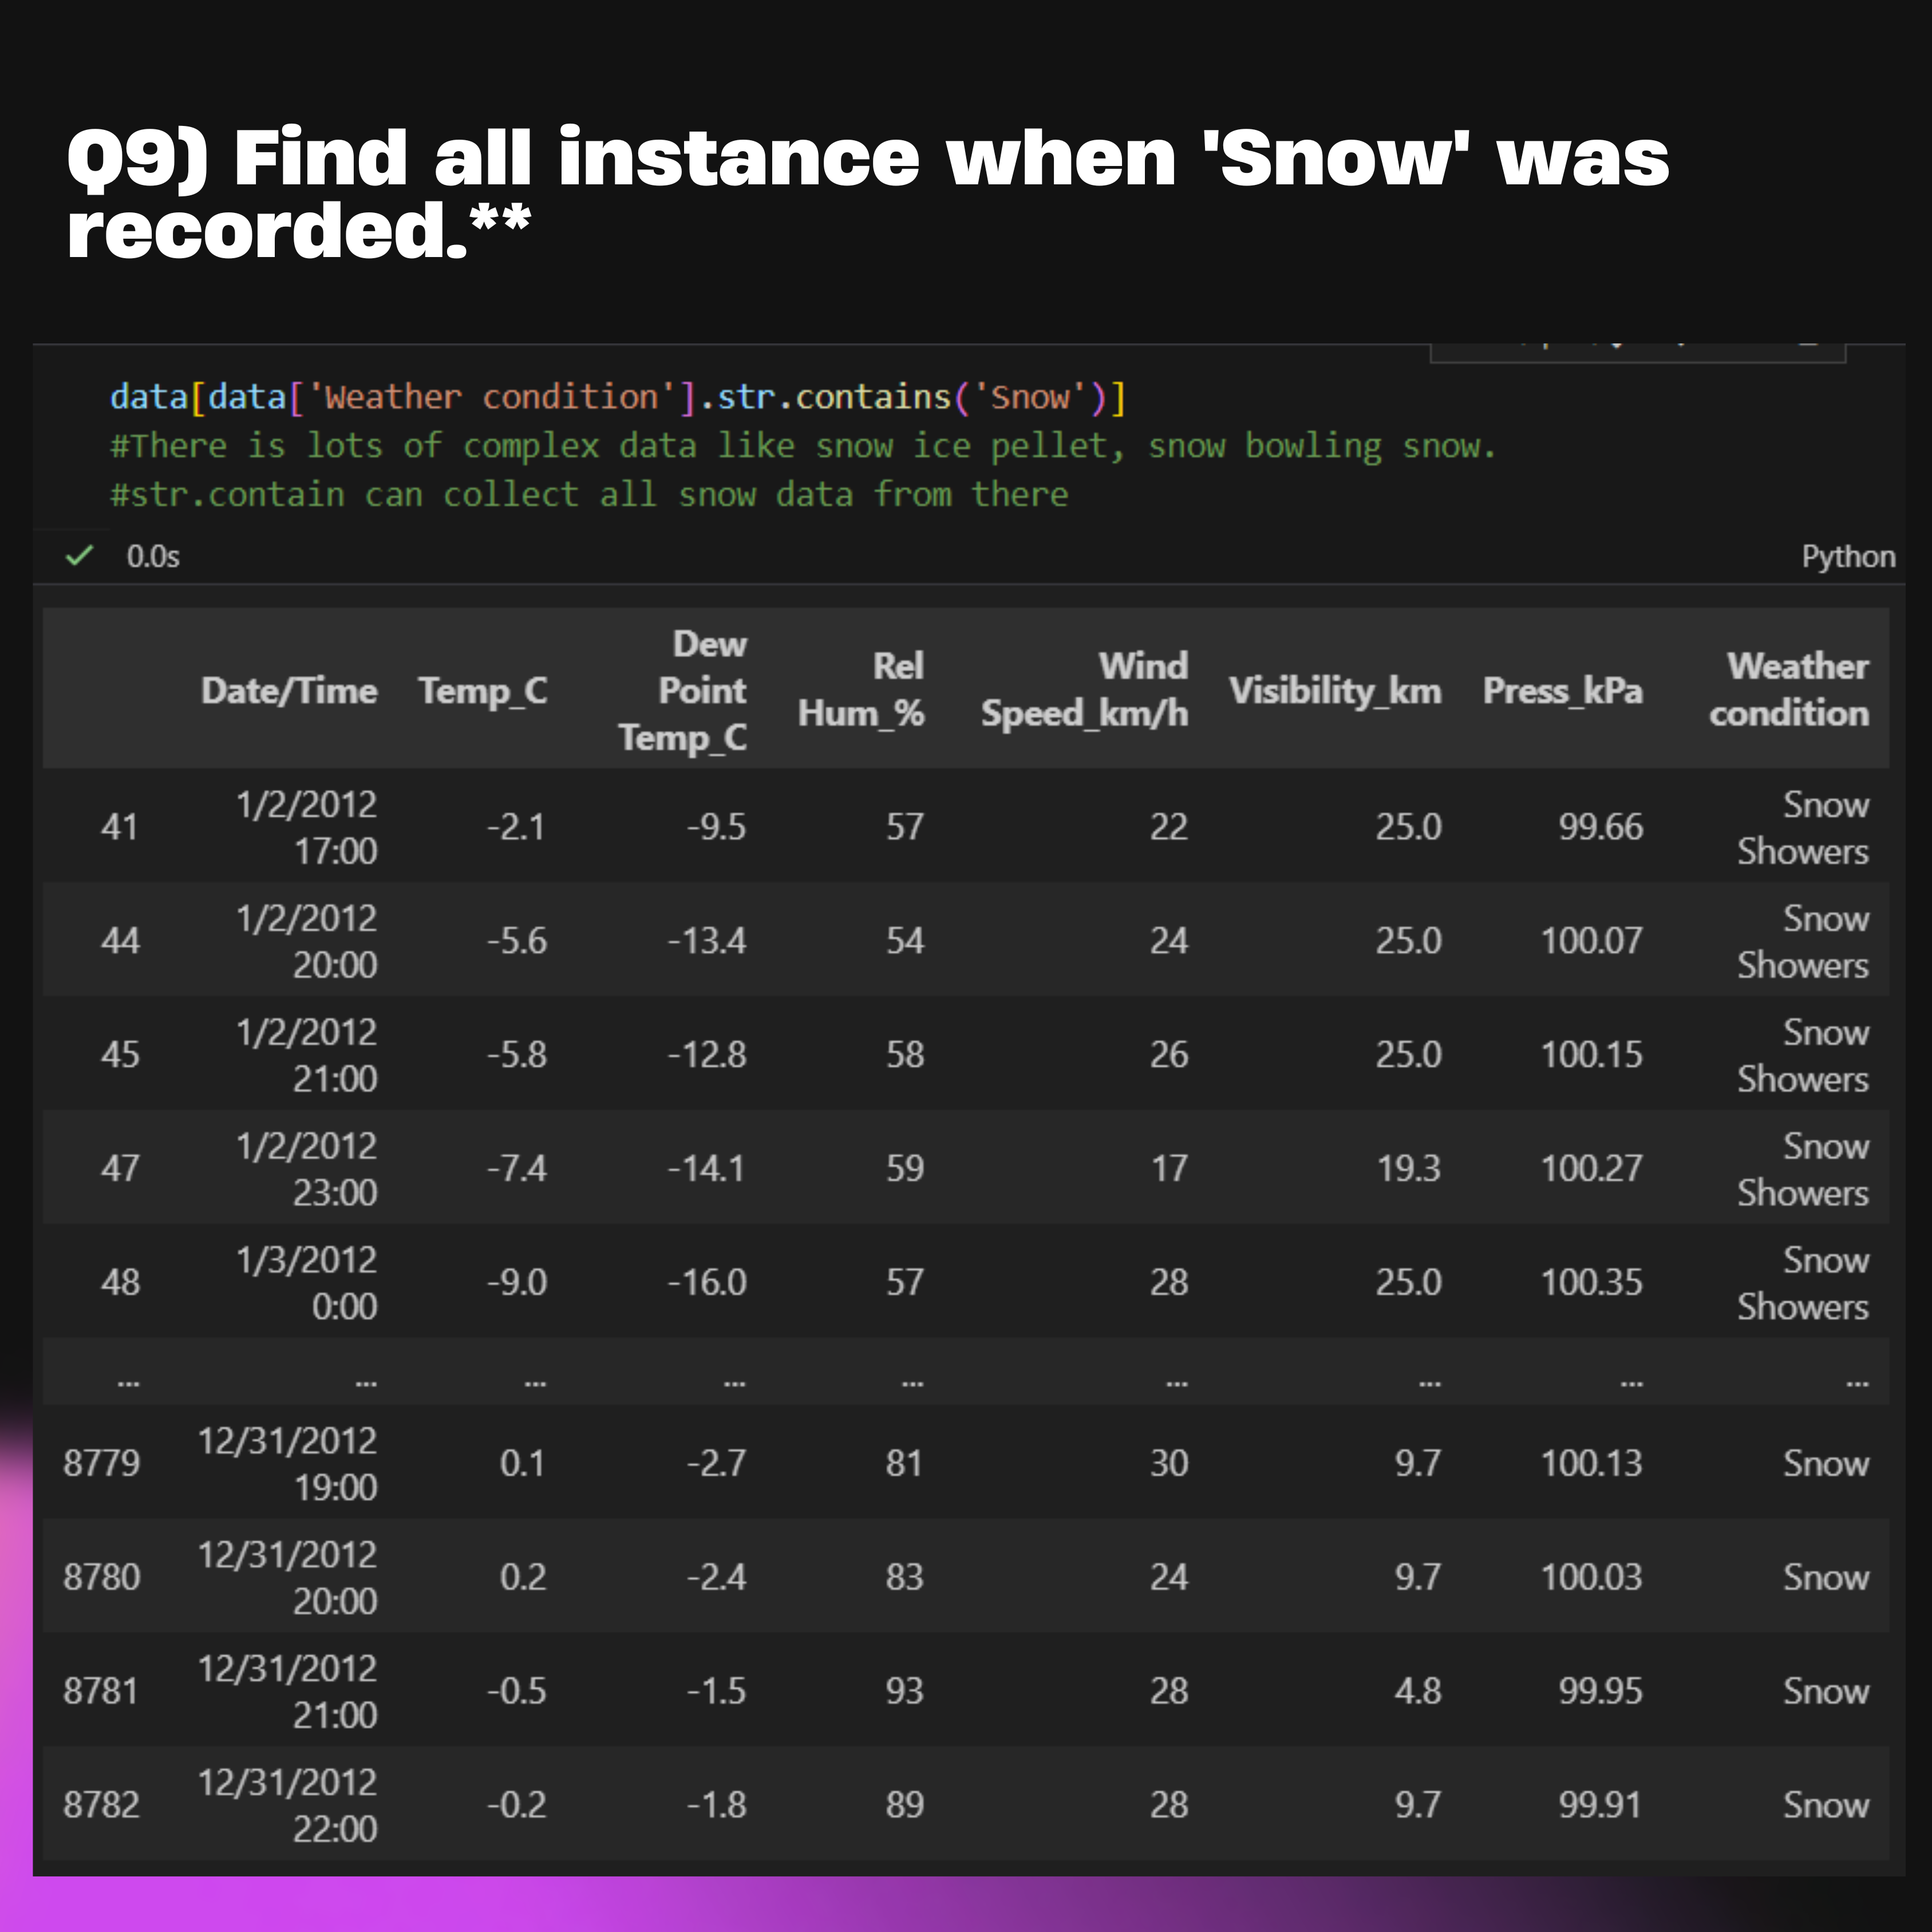 Q9) Find all instance when 'Snow' was
recorded.**
data[data['Weather condition'].str.contains('Snow')]
#There is lots of complex data like snow ice pellet, snow bowling snow.
#str.contain can collect all snow data from there
0.0s Python
Date/Time Temp_C Dew Point Temp_C Rel Hum_% Wind Speed_km/h Visibility_km Press_kPa Weather condition
41 1/2/2012 17:00 -2.1 -9.5 57 22 25.0 99.66 Snow Showers
44 1/2/2012 20:00 -5.6 -13.4 54 24 25.0 100.07 Snow Showers
45 1/2/2012 21:00 -5.8 -12.8 58 26 25.0 100.15 Snow Showers
47 1/2/2012 23:00 -7.4 -14.1 59 17 19.3 100.27 Snow Showers
48 1/3/2012 0:00 -9.0 -16.0 57 28 25.0 100.35 Snow Showers
... ... ... ... ... ... ... ... ...
8779 12/31/2012 19:00 0.1 -2.7 81 30 9.7 100.13 Snow
8780 12/31/2012 20:00 0.2 -2.4 83 24 9.7 100.03 Snow
8781 12/31/2012 21:00 -0.5 -1.5 93 28 4.8 99.95 Snow
8782 12/31/2012 22:00 -0.2 -1.8 89 28 9.7 99.91 Snow